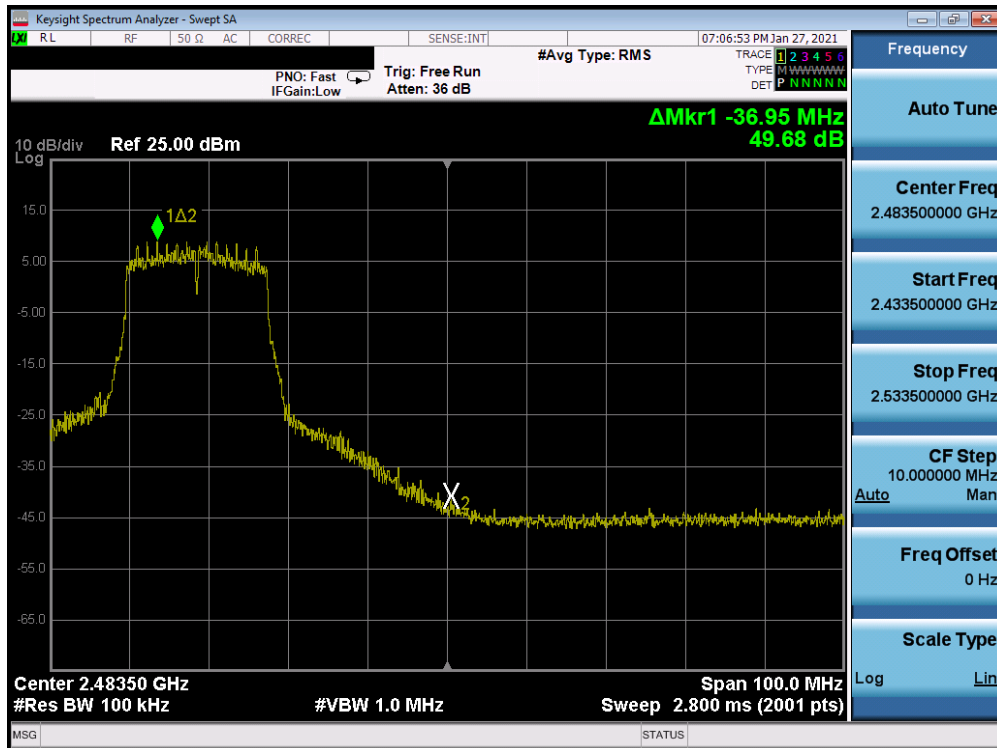 Keysight Spectrum Analyzer - Swept SA
LXI RL RF 50 Ω AC CORREC SENSE:INT 07:06:53 PM Jan 27, 2021
#Avg Type: RMS
TRACE 1 2 3 4 5 6
TYPE M W W W W W
DET P N N N N N
PNO: Fast
IFGain:Low
Trig: Free Run
Atten: 36 dB
ΔMkr1 -36.95 MHz
49.68 dB
10 dB/div
Log
Ref 25.00 dBm
15.0
5.00
-5.00
-15.0
-25.0
-35.0
-45.0
-55.0
-65.0
1Δ2
X2
Center 2.48350 GHz
Span 100.0 MHz
#Res BW 100 kHz
#VBW 1.0 MHz
Sweep 2.800 ms (2001 pts)
MSG
STATUS
Frequency
Auto Tune
Center Freq
2.483500000 GHz
Start Freq
2.433500000 GHz
Stop Freq
2.533500000 GHz
CF Step
10.000000 MHz
Auto Man
Freq Offset
0 Hz
Scale Type
Log Lin